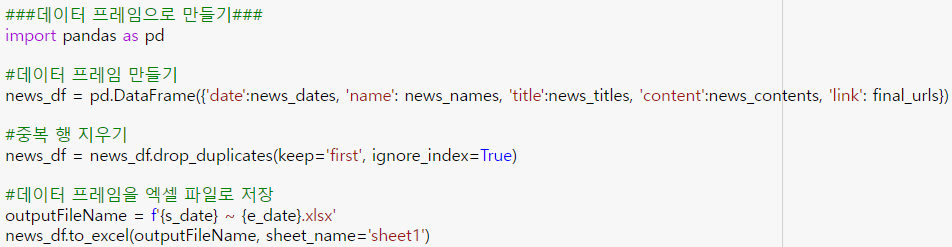 ###데이터 프레임으로 만들기###
import pandas as pd
#데이터 프레임 만들기
news_df = pd.DataFrame({'date':news_dates, 'name': news_names, 'title':news_titles, 'content':news_contents, 'link': final_urls})
#중복 행 지우기
news_df = news_df.drop_duplicates(keep='first', ignore_index=True)
#데이터 프레임을 엑셀 파일로 저장
outputFileName = f'{s_date} ~ {e_date}.xlsx'
news_df.to_excel(outputFileName, sheet_name='sheet1')